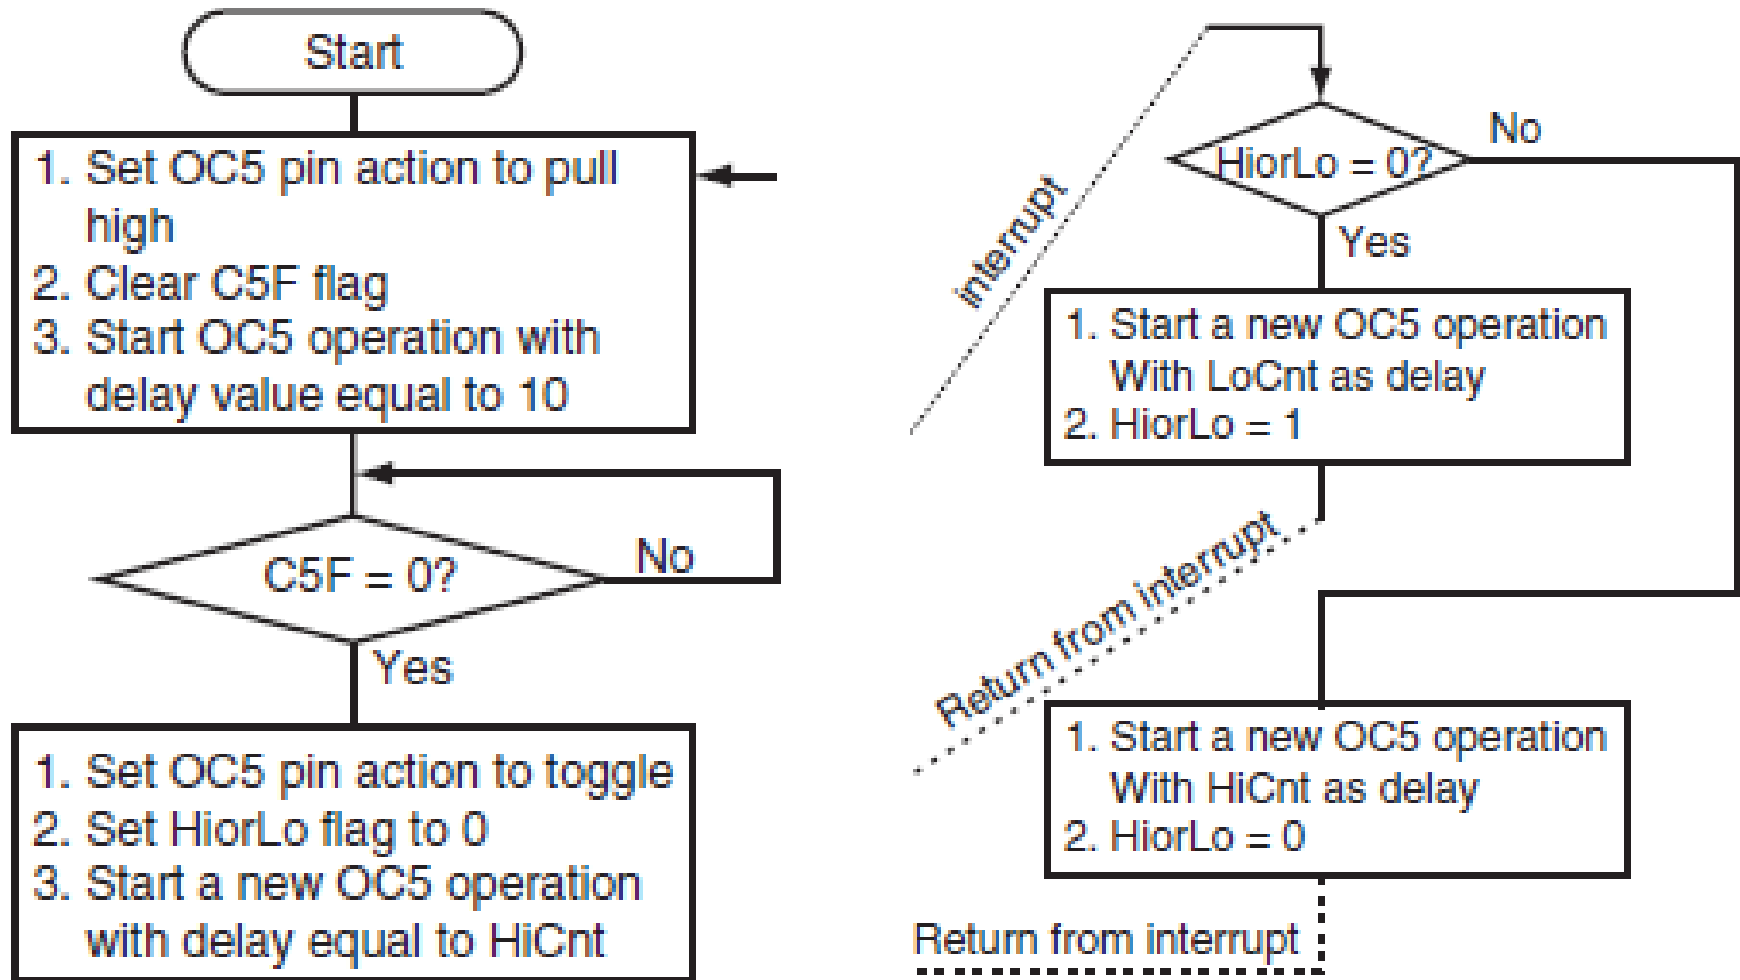 Start
1. Set OC5 pin action to pull
high
2. Clear C5F flag
3. Start OC5 operation with
delay value equal to 10
C5F = 0?
No
Yes
1. Set OC5 pin action to toggle
2. Set HiorLo flag to 0
3. Start a new OC5 operation
with delay equal to HiCnt
interrupt
HiorLo = 0?
No
Yes
1. Start a new OC5 operation
With LoCnt as delay
2. HiorLo = 1
Return from interrupt
1. Start a new OC5 operation
With HiCnt as delay
2. HiorLo = 0
Return from interrupt